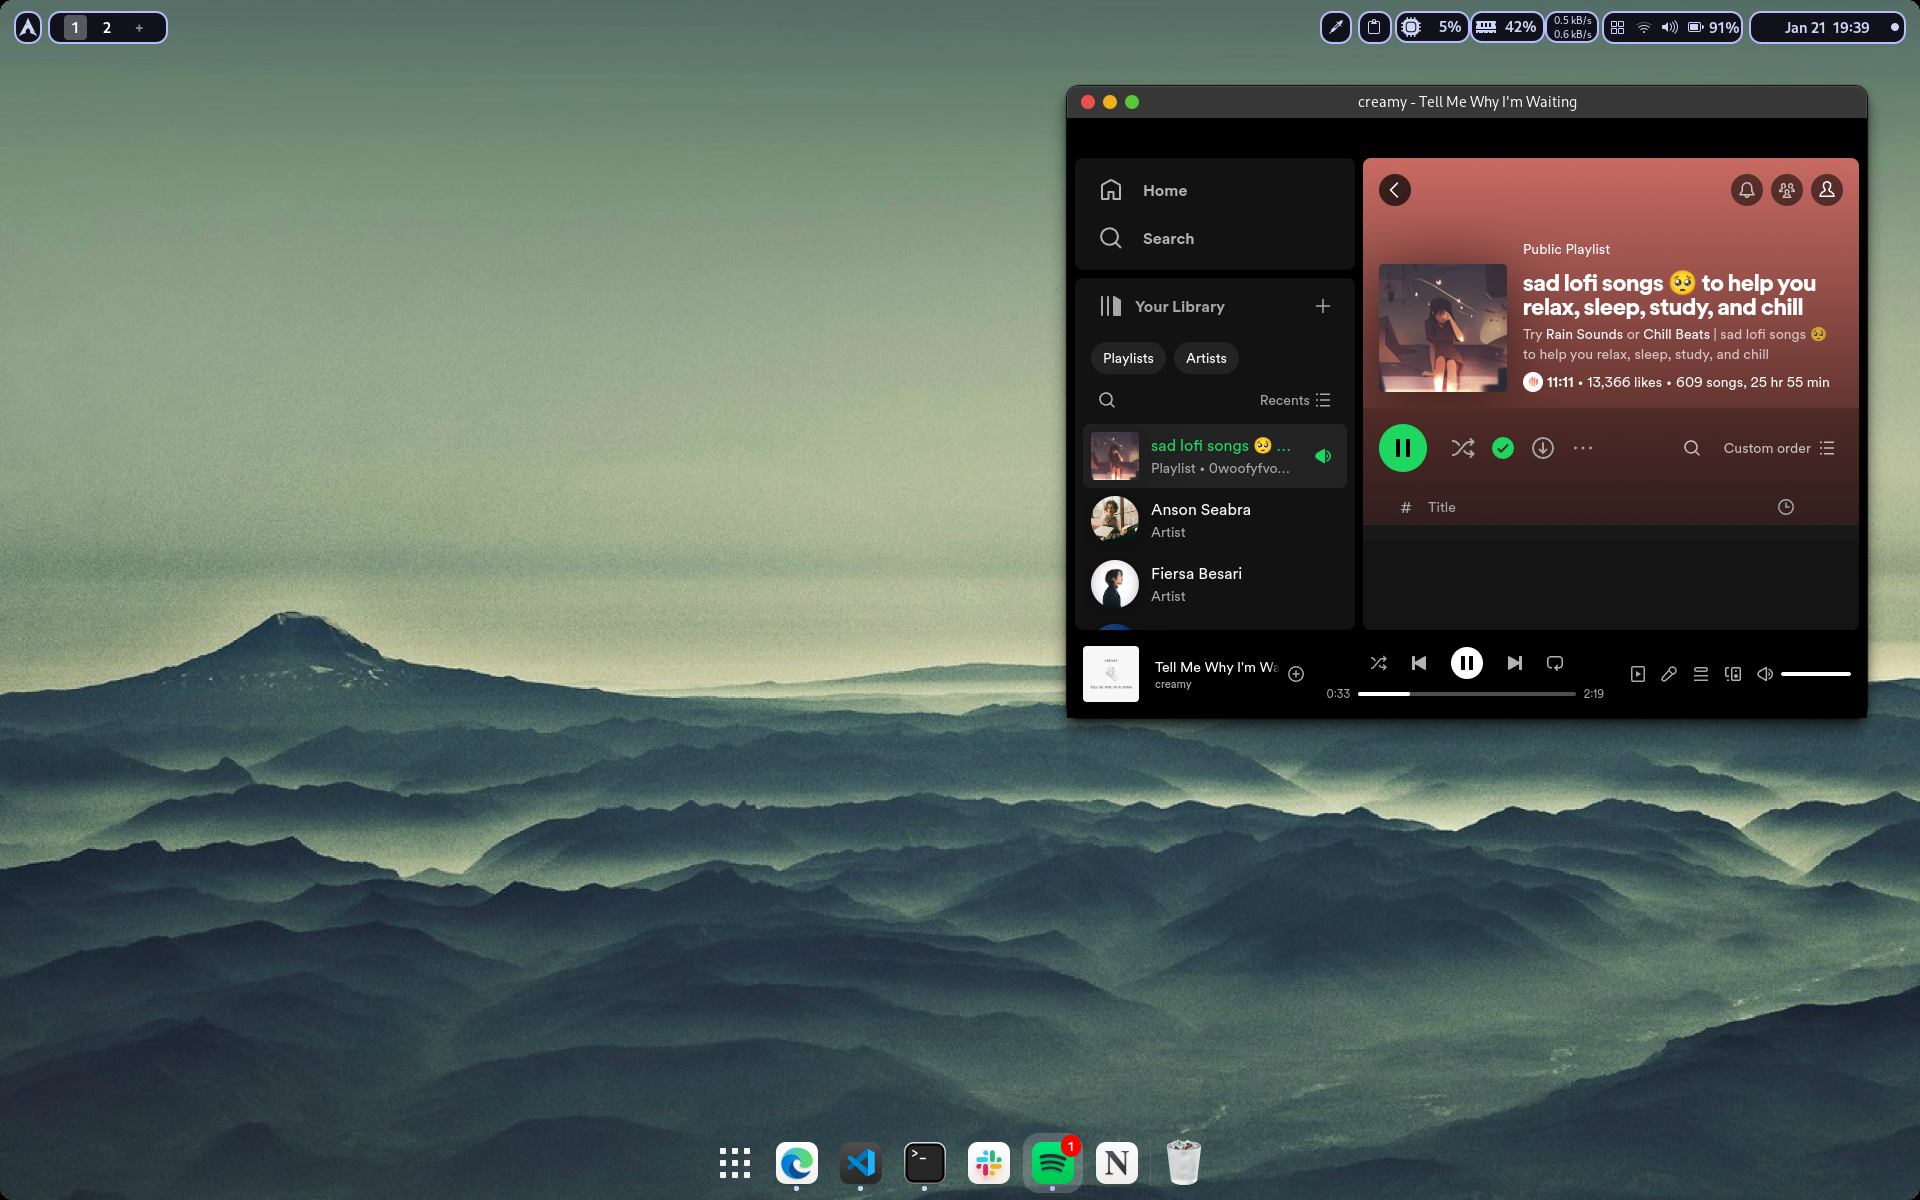 1 2 +
5%
42%
0.5 kB/s
0.6 kB/s
91%
Jan 21 19:39
creamy - Tell Me Why I'm Waiting
Home
Search
Your Library
Playlists Artists
Recents
sad lofi songs 🥺 ...
Playlist • 0woofyfvo...
Anson Seabra
Artist
Fiersa Besari
Artist
Public Playlist
sad lofi songs 🥺 to help you
relax, sleep, study, and chill
Try Rain Sounds or Chill Beats | sad lofi songs 🥺
to help you relax, sleep, study, and chill
11:11 • 13,366 likes • 609 songs, 25 hr 55 min
Custom order
# Title
Tell Me Why I'm Wa
creamy
0:33 2:19
>_
1
N